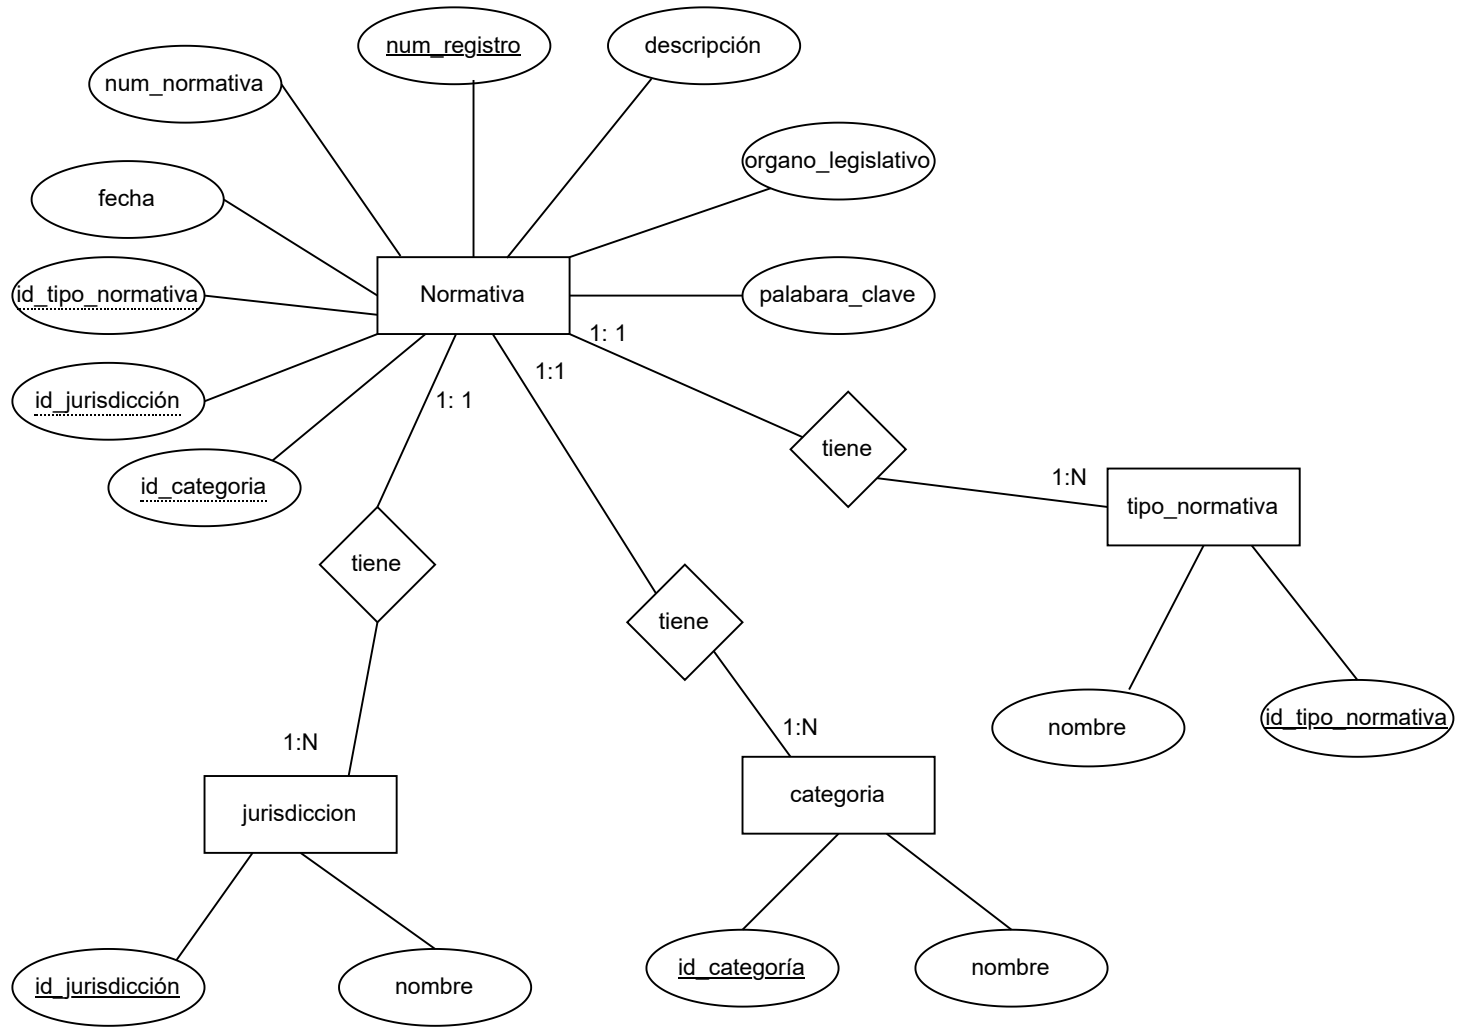 num_registro
descripción
num_normativa
organo_legislativo
fecha
id_tipo_normativa
Normativa
palabara_clave
1: 1
1:1
1: 1
id_jurisdicción
id_categoria
tiene
1:N
tipo_normativa
tiene
tiene
nombre
id_tipo_normativa
1:N
1:N
jurisdiccion
categoria
id_jurisdicción
nombre
id_categoría
nombre